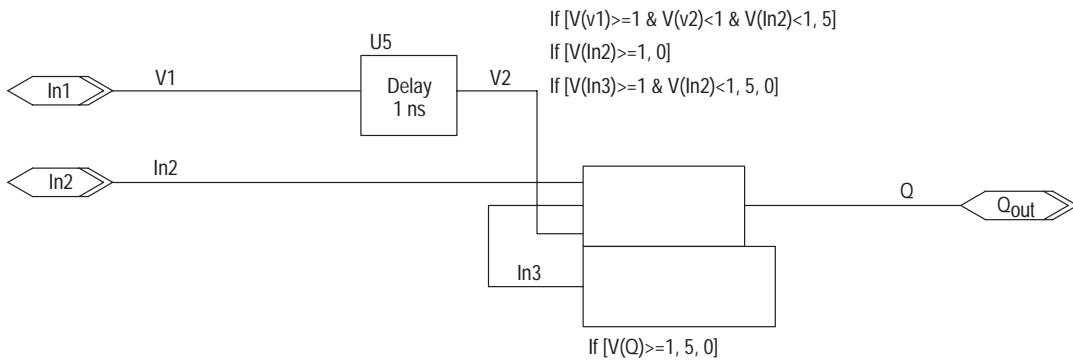 If [V(v1)>=1 & V(v2)<1 & V(In2)<1, 5]
If [V(In2)>=1, 0]
If [V(In3)>=1 & V(In2)<1, 5, 0]
U5
In1
V1
Delay
1 ns
V2
In2
In2
Q
Qout
In3
If [V(Q)>=1, 5, 0]